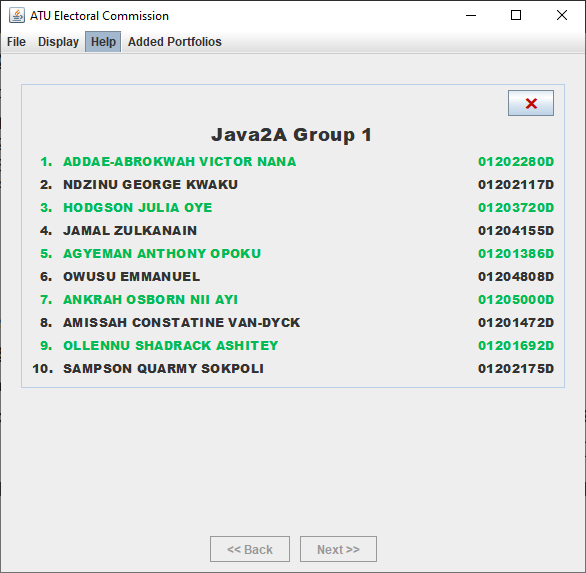 ATU Electoral Commission
File Display Help Added Portfolios
Java2A Group 1
1. ADDAE-ABROKWAH VICTOR NANA 01202280D
2. NDZINU GEORGE KWAKU 01202117D
3. HODGSON JULIA OYE 01203720D
4. JAMAL ZULKANAIN 01204155D
5. AGYEMAN ANTHONY OPOKU 01201386D
6. OWUSU EMMANUEL 01204808D
7. ANKRAH OSBORN NII AYI 01205000D
8. AMISSAH CONSTATINE VAN-DYCK 01201472D
9. OLLENNU SHADRACK ASHITEY 01201692D
10. SAMPSON QUARMY SOKPOLI 01202175D
<< Back Next >>